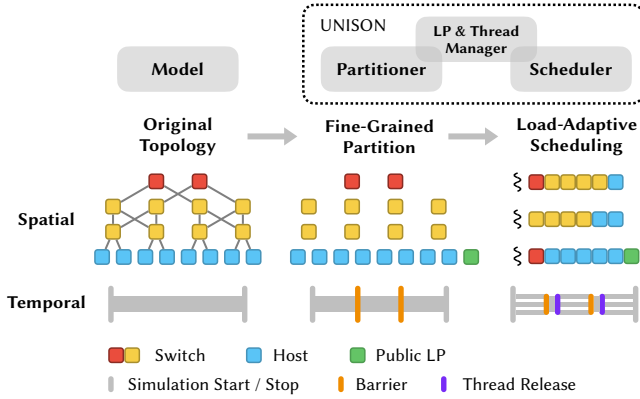 UNISON
LP & Thread
Manager
Model
Partitioner
Scheduler
Original
Topology
Fine-Grained
Partition
Load-Adaptive
Scheduling
Spatial
Temporal
Switch
Host
Public LP
Simulation Start / Stop
Barrier
Thread Release